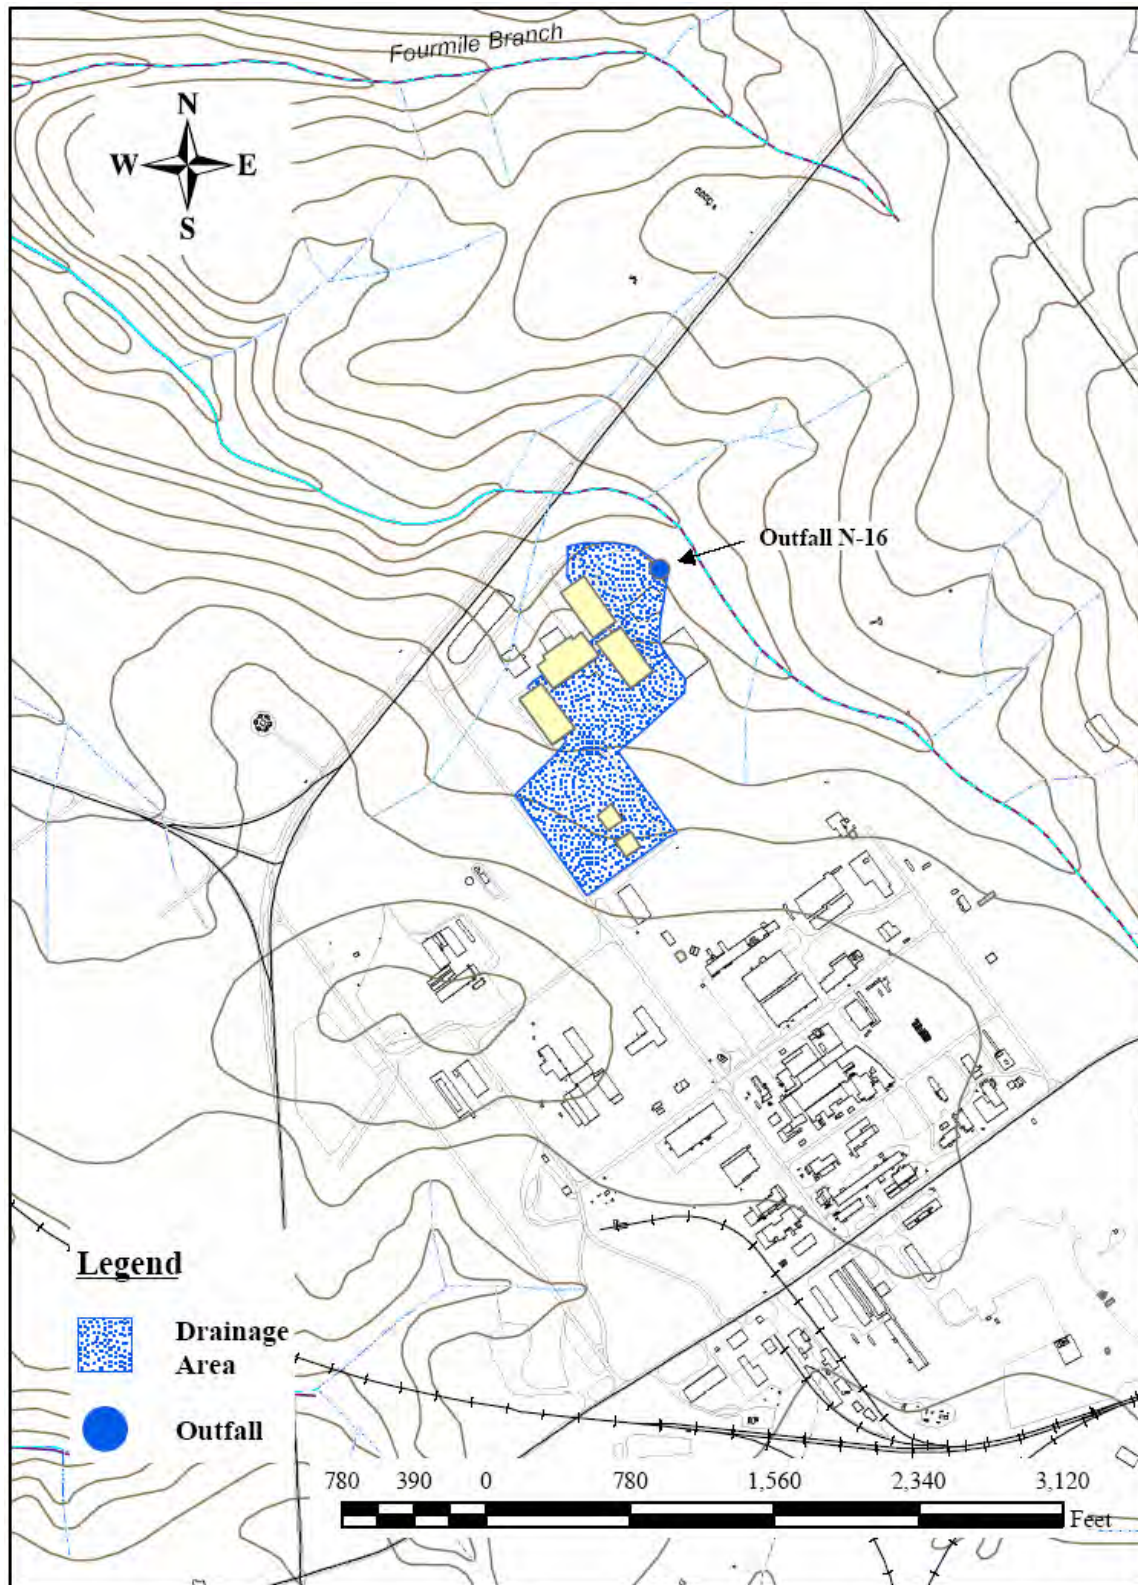 Fourmile Branch
N
W E
S
Outfall N-16
Legend
Drainage
Area
Outfall
780 390 0 780 1,560 2,340 3,120
Feet